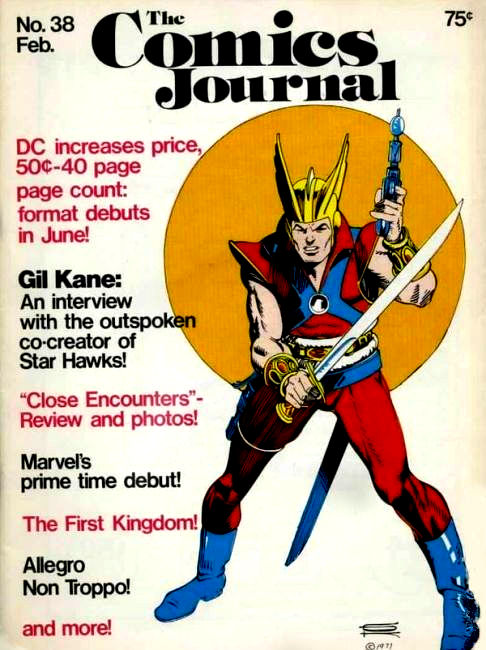 No. 38
Feb.
The
Comics
Journal
75¢
DC increases price,
50¢-40 page
page count:
format debuts
in June!
Gil Kane:
An interview
with the outspoken
co-creator of
Star Hawks!
"Close Encounters"-
Review and photos!
Marvel's
prime time debut!
The First Kingdom!
Allegro
Non Troppo!
and more!
©1977